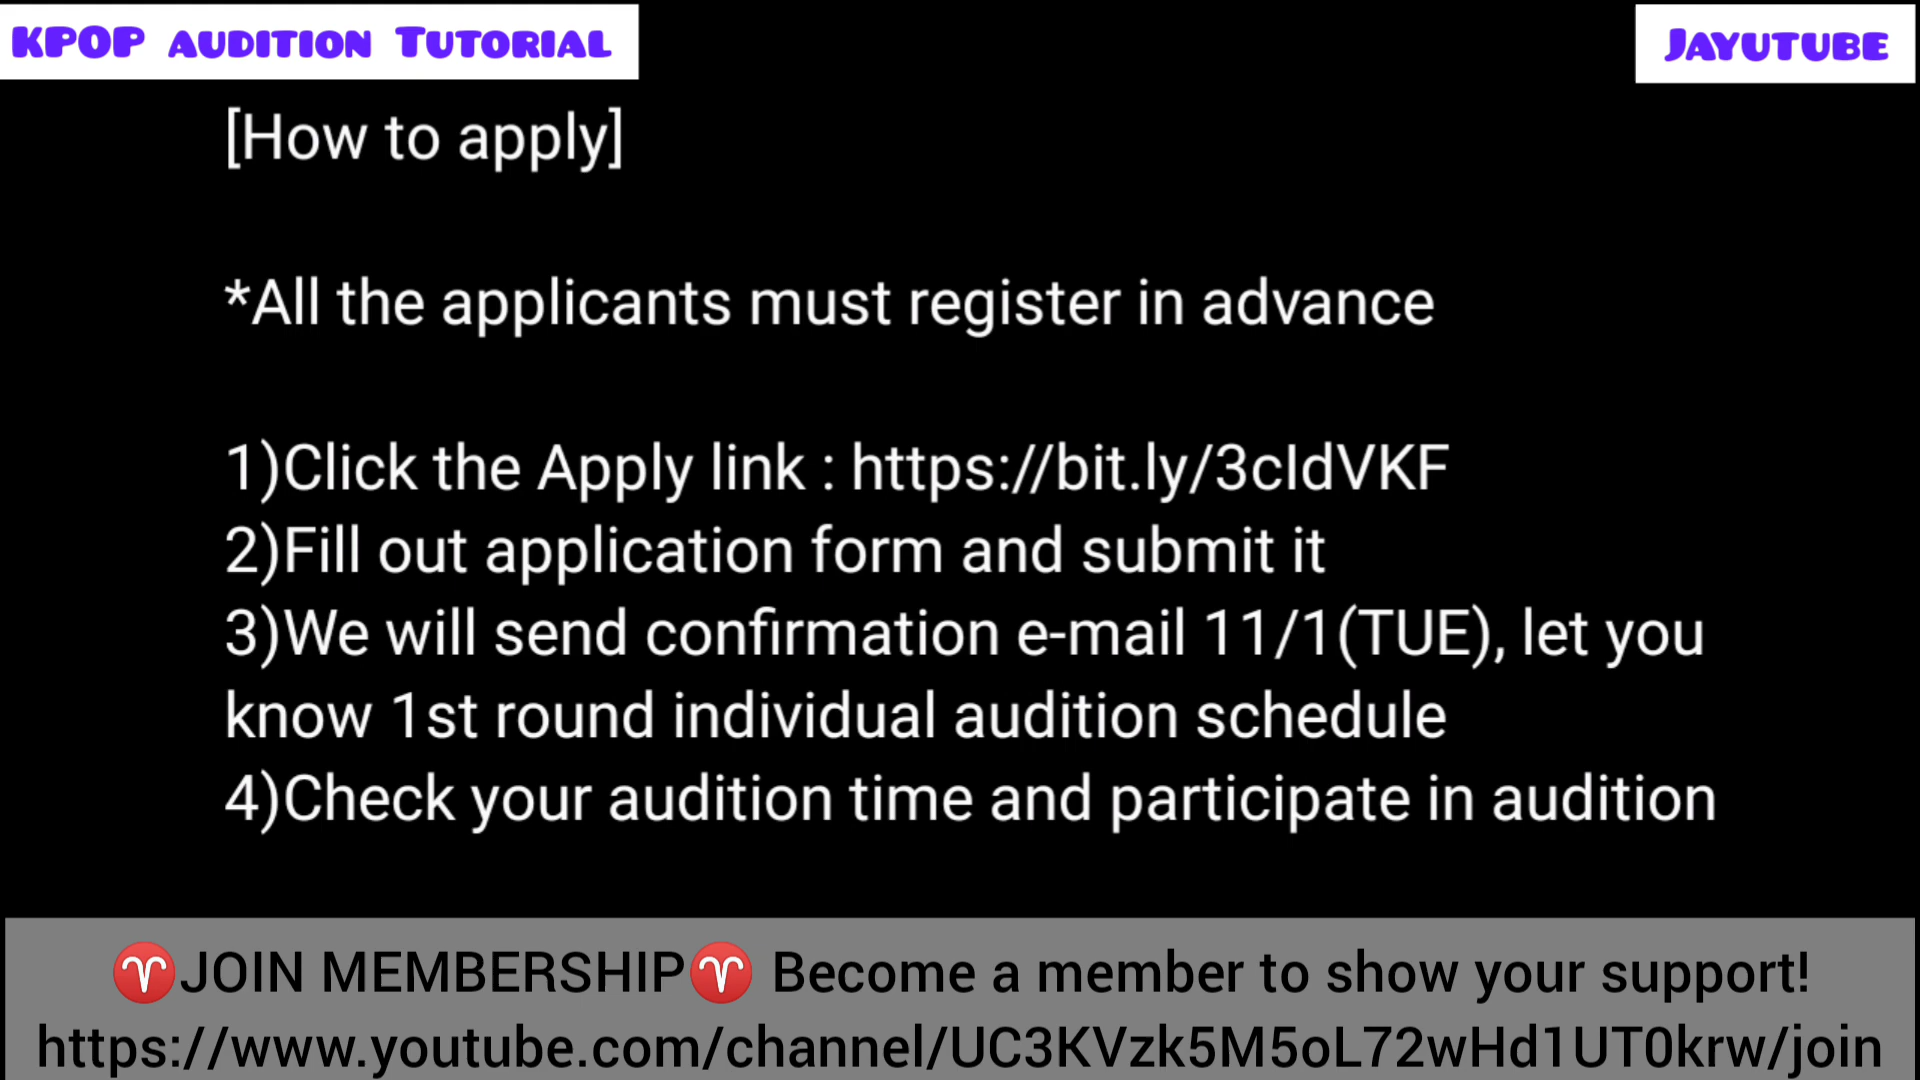 KPOP AUDITION TUTORIAL
JAYUTUBE
[How to apply]
*All the applicants must register in advance
1)Click the Apply link : https://bit.ly/3cIdVKF
2)Fill out application form and submit it
3)We will send confirmation e-mail 11/1(TUE), let you
know 1st round individual audition schedule
4)Check your audition time and participate in audition
♈JOIN MEMBERSHIP♈ Become a member to show your support!
https://www.youtube.com/channel/UC3KVzk5M5oL72wHd1UT0krw/join